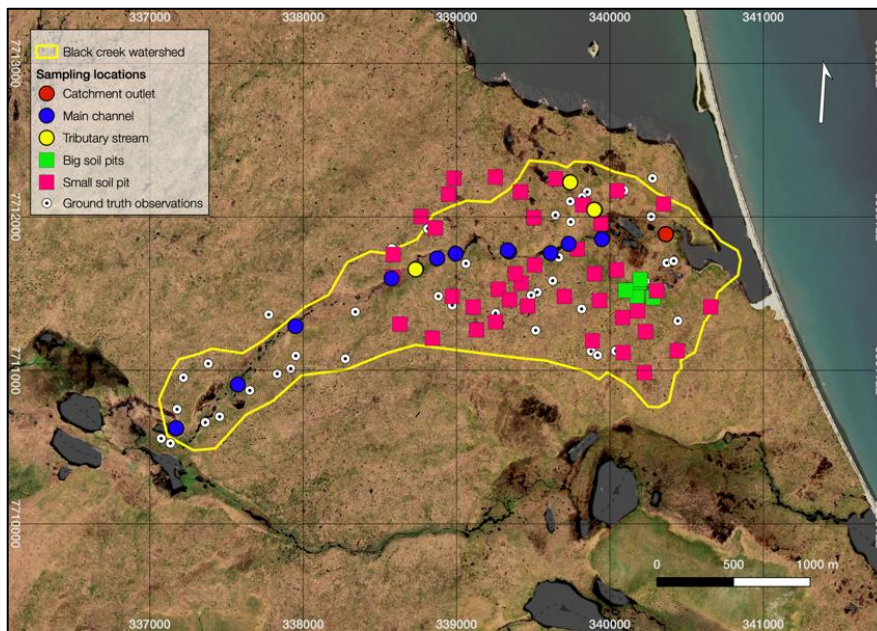 337000 338000 339000 340000 341000
Black creek watershed
Sampling locations
Catchment outlet
Main channel
Tributary stream
Big soil pits
Small soil pit
Ground truth observations
7713000
7712000
7711000
7710000
0 500 1000 m
337000 338000 339000 340000 341000